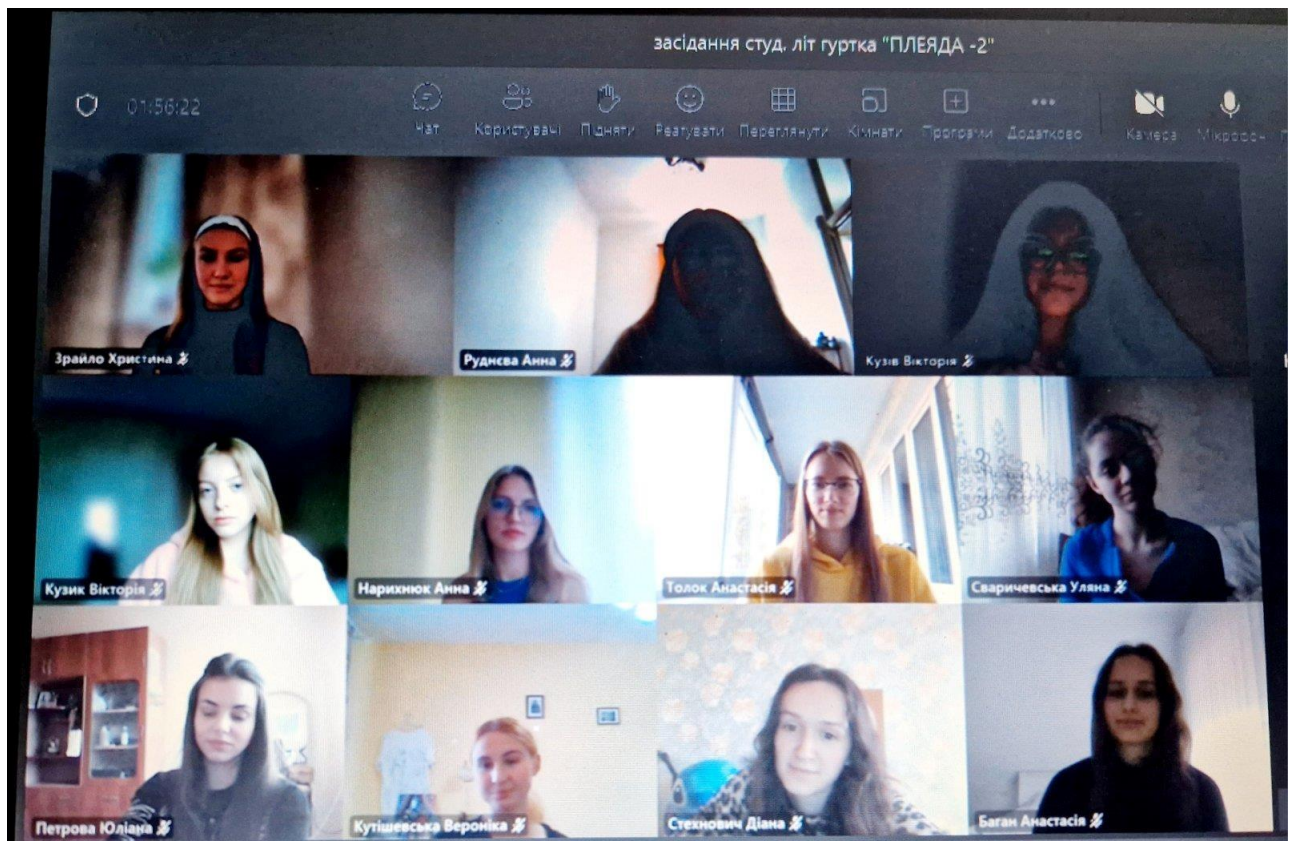 засідання студ. літ гуртка "ПЛЕЯДА -2"
01:56:22
Чат Користувачі Підняти Реагувати Переглянути Кімнати Програми Додатково Камера Мікрофон
Зрайло Христина Руднєва Анна Кузів Вікторія
Кузик Вікторія Нарихнюк Анна Толок Анастасія Сваричевська Уляна
Петрова Юліана Кутішевська Вероніка Стехнович Діана Баган Анастасія